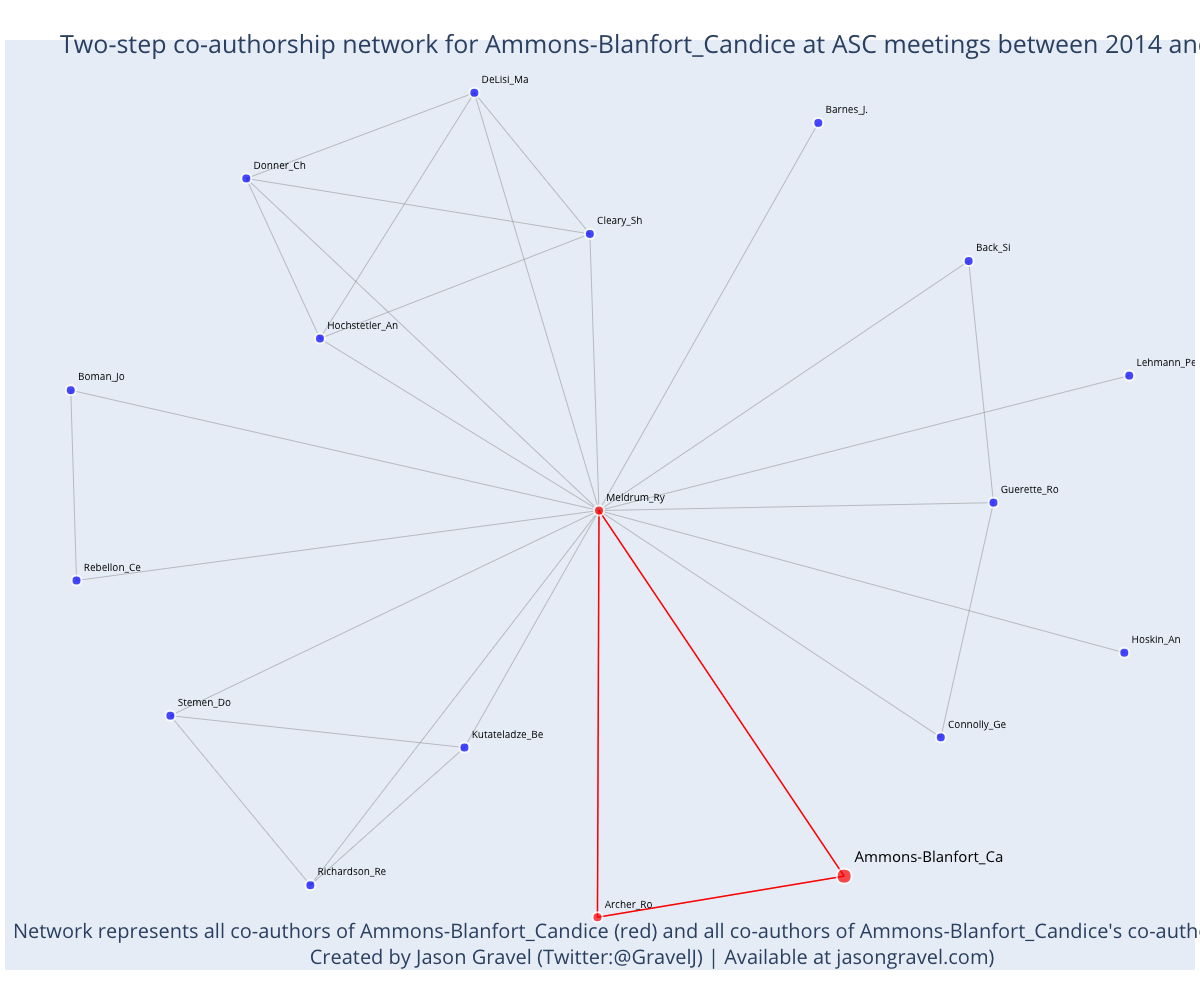 Two-step co-authorship network for Ammons-Blanfort_Candice at ASC meetings between 2014 and
DeLisi_Ma
Barnes_J.
Donner_Ch
Cleary_Sh
Back_Si
Hochstetler_An
Lehmann_Pe
Boman_Jo
Guerette_Ro
Meldrum_Ry
Rebellon_Ce
Hoskin_An
Stemen_Do
Connolly_Ge
Kutateladze_Be
Ammons-Blanfort_Ca
Richardson_Re
Archer_Ro
Network represents all co-authors of Ammons-Blanfort_Candice (red) and all co-authors of Ammons-Blanfort_Candice's
Created by Jason Gravel (Twitter:@GravelJ) | Available at jasongravel.com)